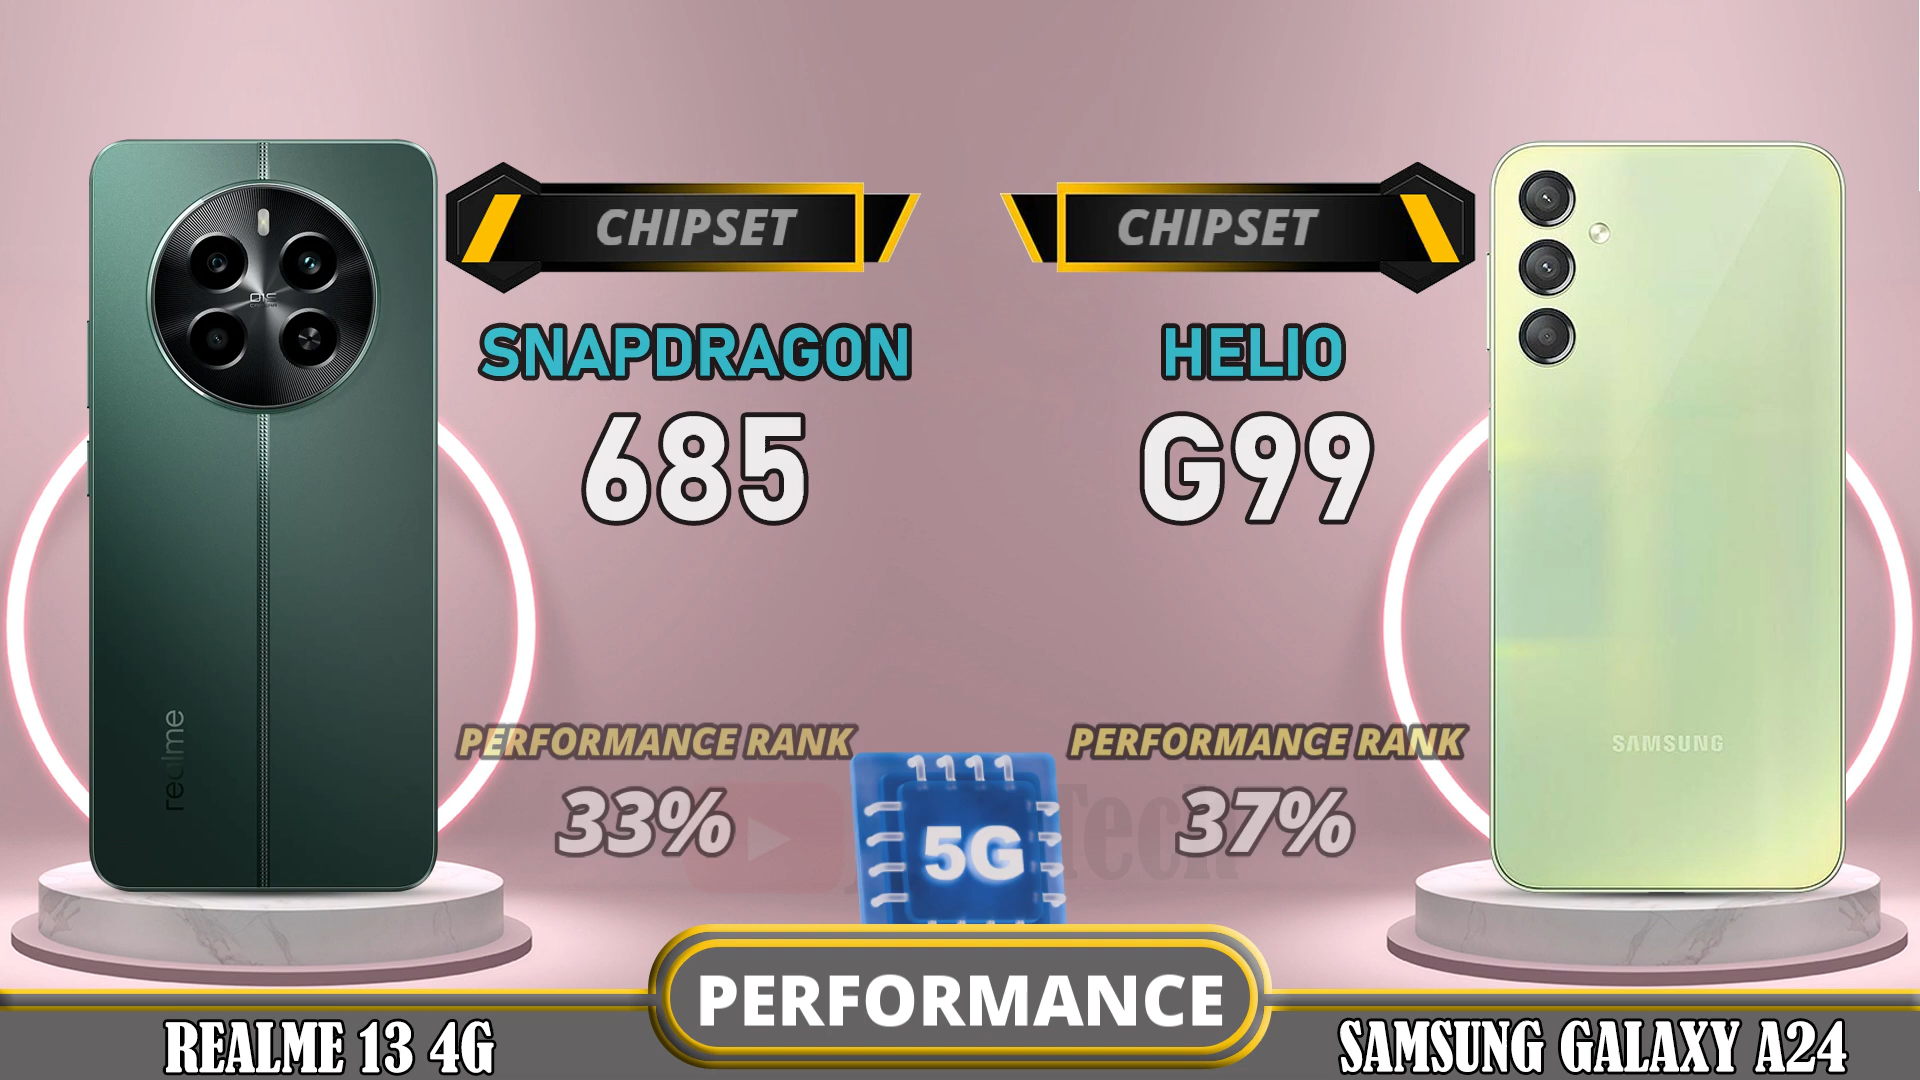 CHIPSET
CHIPSET
SNAPDRAGON
685
HELIO
G99
realme
SAMSUNG
PERFORMANCE RANK
33%
PERFORMANCE RANK
37%
5G
Tech
PERFORMANCE
REALME 13 4G
SAMSUNG GALAXY A24